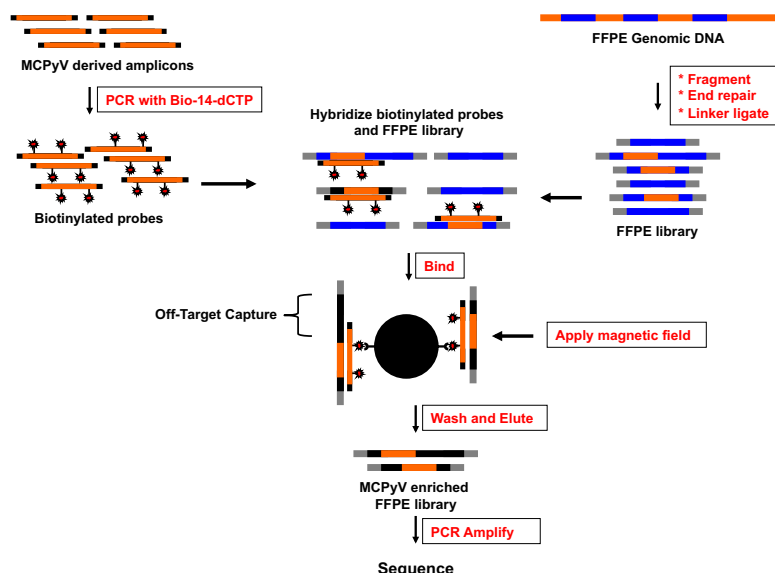 MCPyV derived amplicons
PCR with Bio-14-dCTP
Biotinylated probes
FFPE Genomic DNA
* Fragment
* End repair
* Linker ligate
Hybridize biotinylated probes
and FFPE library
FFPE library
Bind
Off-Target Capture
Apply magnetic field
Wash and Elute
MCPyV enriched
FFPE library
PCR Amplify
Sequence